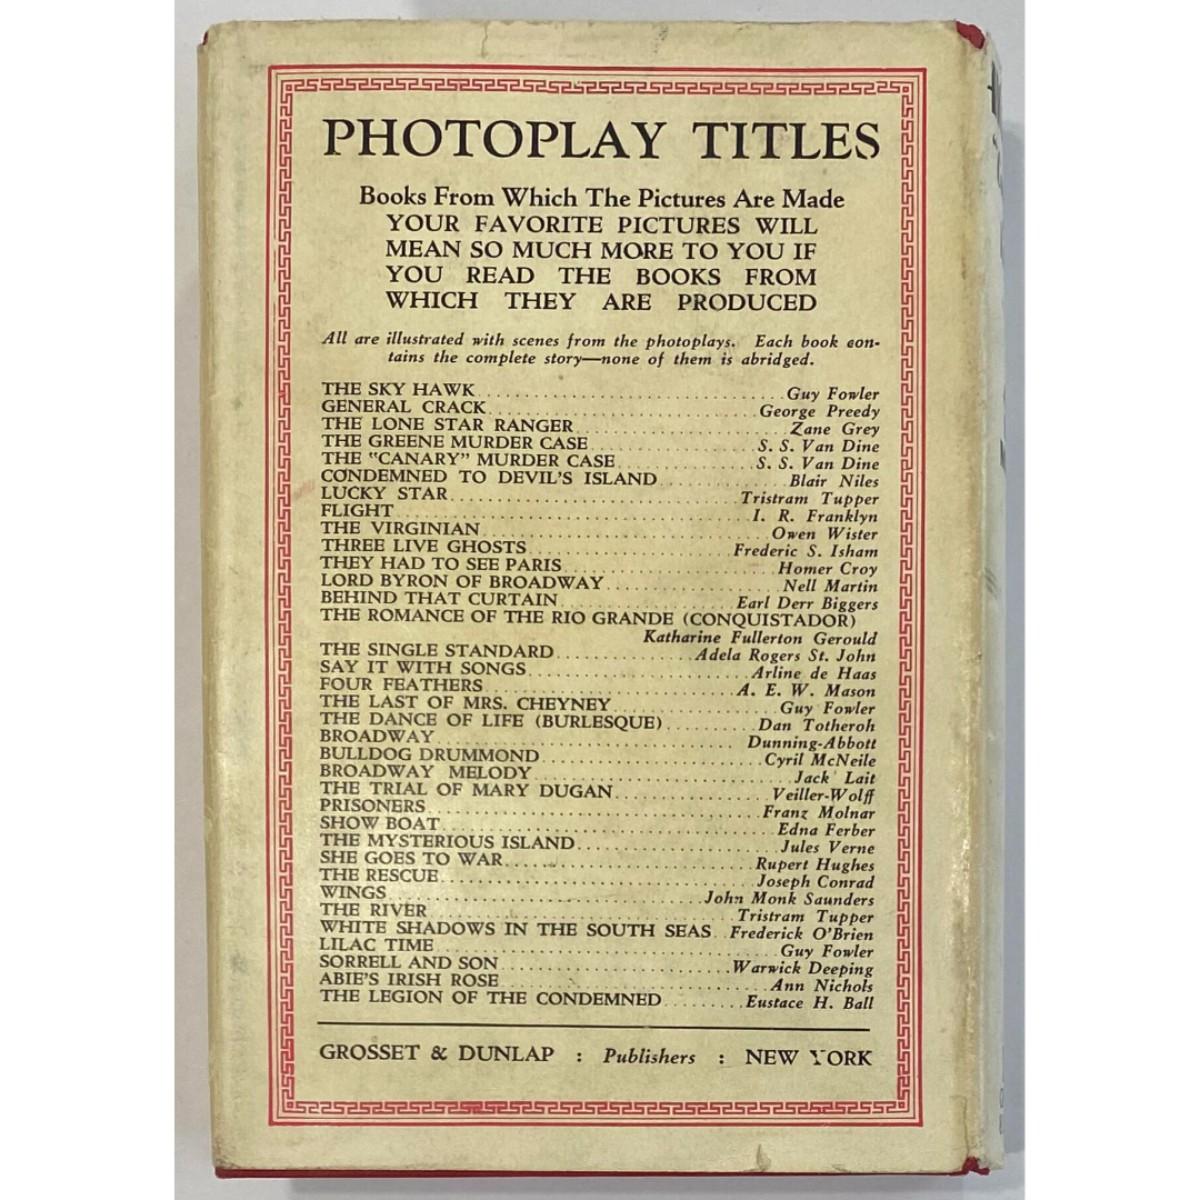 PHOTOPLAY TITLES
Books From Which The Pictures Are Made
YOUR FAVORITE PICTURES WILL
MEAN SO MUCH MORE TO YOU IF
YOU READ THE BOOKS FROM
WHICH THEY ARE PRODUCED
All are illustrated with scenes from the photoplays. Each book con-
tains the complete story—none of them is abridged.
THE SKY HAWK Guy Fowler
GENERAL CRACK George Preedy
THE LONE STAR RANGER Zane Grey
THE GREENE MURDER CASE S. S. Van Dine
THE "CANARY" MURDER CASE S. S. Van Dine
CONDEMNED TO DEVIL'S ISLAND Blair Niles
LUCKY STAR Tristram Tupper
FLIGHT I. R. Franklyn
THE VIRGINIAN Owen Wister
THREE LIVE GHOSTS Frederic S. Isham
THEY HAD TO SEE PARIS Homer Croy
LORD BYRON OF BROADWAY Nell Martin
BEHIND THAT CURTAIN Earl Derr Biggers
THE ROMANCE OF THE RIO GRANDE (CONQUISTADOR)
Katharine Fullerton Gerould
THE SINGLE STANDARD Adela Rogers St. John
SAY IT WITH SONGS Arline de Haas
FOUR FEATHERS A. E. W. Mason
THE LAST OF MRS. CHEYNEY Guy Fowler
THE DANCE OF LIFE (BURLESQUE) Dan Totheroh
BROADWAY Dunning-Abbott
BULLDOG DRUMMOND Cyril McNeile
BROADWAY MELODY Jack Lait
THE TRIAL OF MARY DUGAN Veiller-Wolff
PRISONERS Franz Molnar
SHOW BOAT Edna Ferber
THE MYSTERIOUS ISLAND Jules Verne
SHE GOES TO WAR Rupert Hughes
THE RESCUE Joseph Conrad
WINGS John Monk Saunders
THE RIVER Tristram Tupper
WHITE SHADOWS IN THE SOUTH SEAS Frederick O'Brien
LILAC TIME Guy Fowler
SORRELL AND SON Warwick Deeping
ABIE'S IRISH ROSE Ann Nichols
THE LEGION OF THE CONDEMNED Eustace H. Ball
GROSSET & DUNLAP : Publishers : NEW YORK